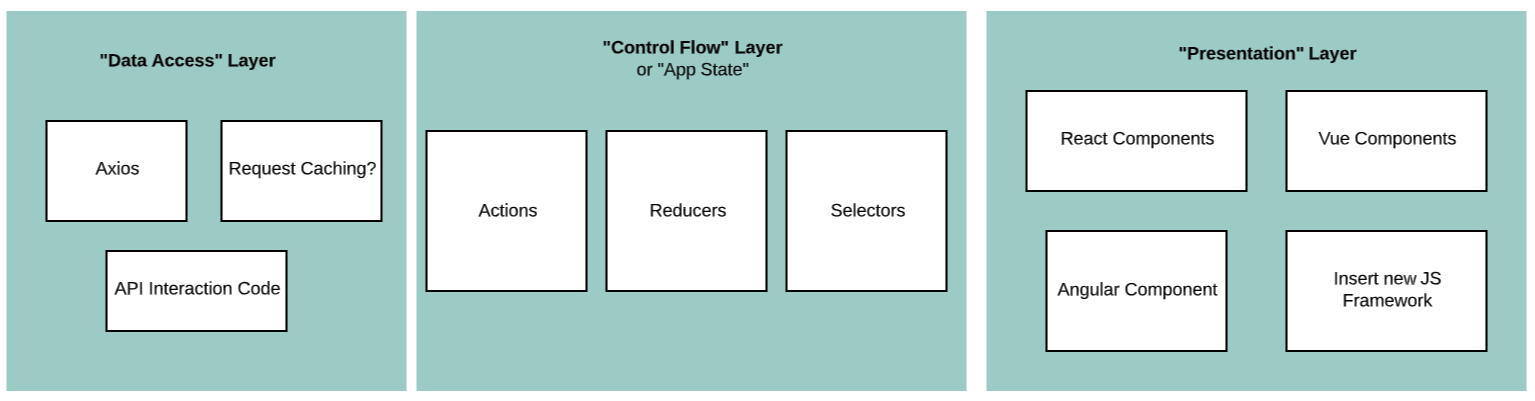 "Data Access" Layer
Axios
Request Caching?
API Interaction Code
"Control Flow" Layer
or "App State"
Actions
Reducers
Selectors
"Presentation" Layer
React Components
Vue Components
Angular Component
Insert new JS
Framework